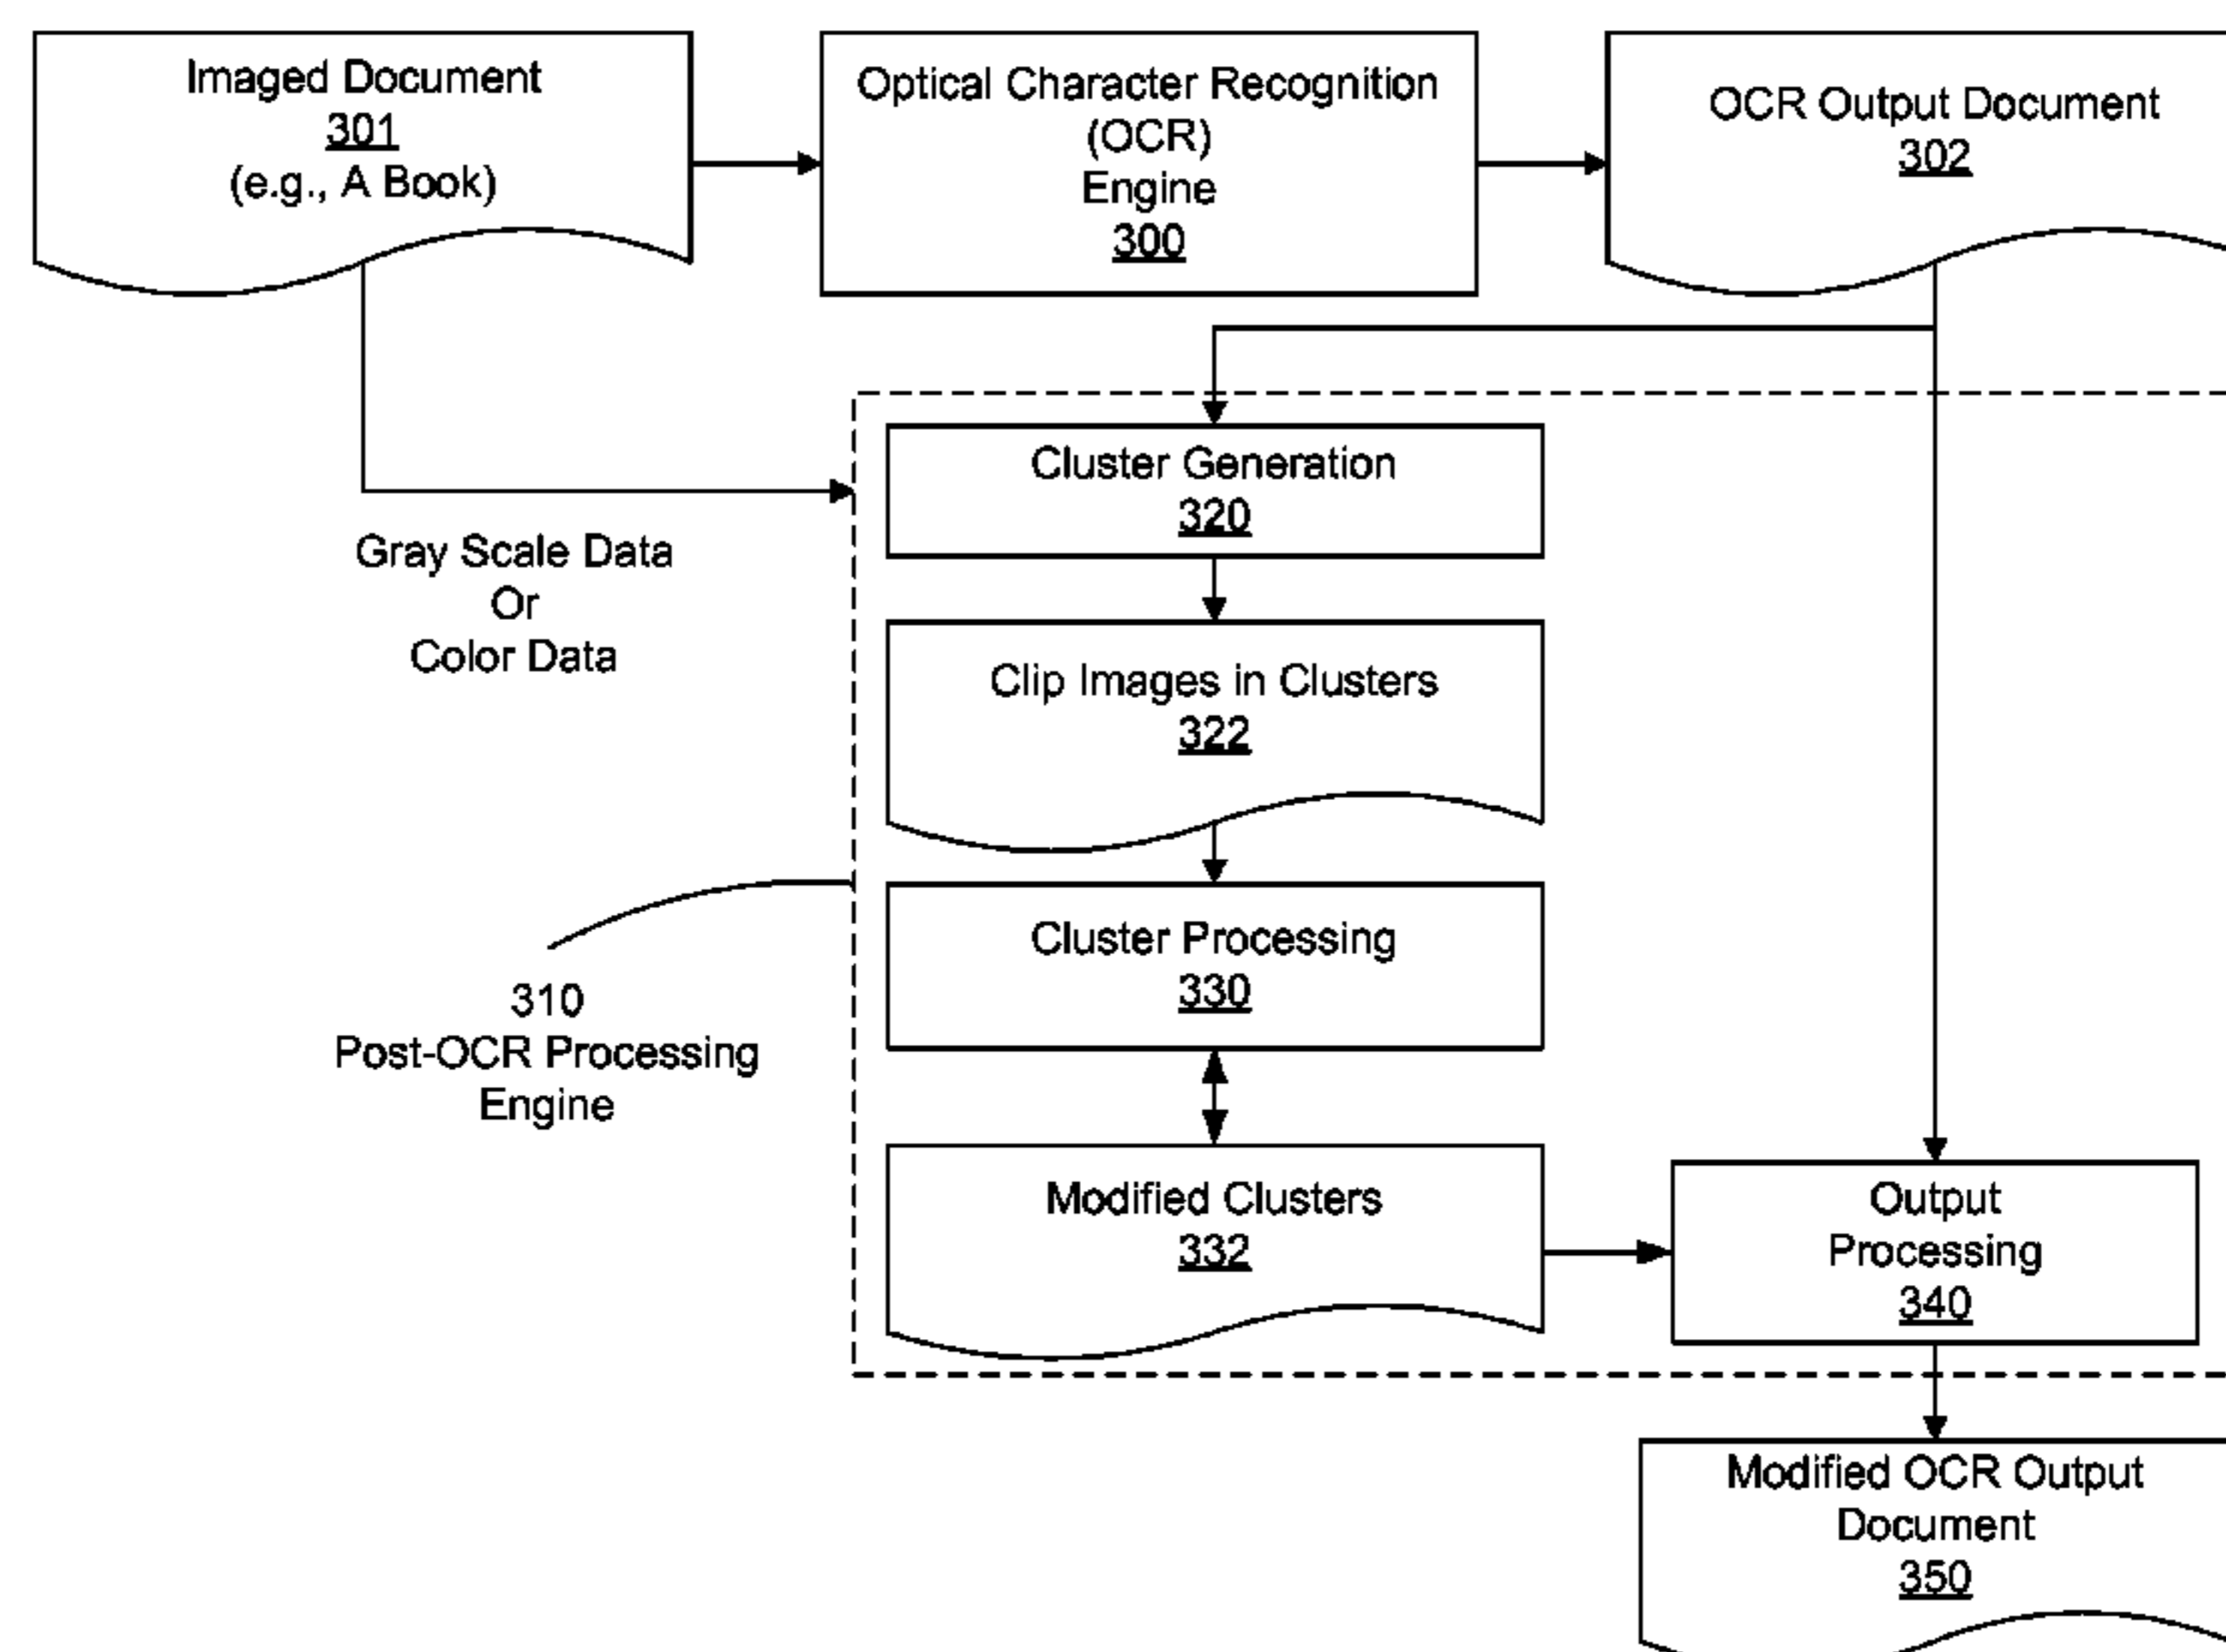 Imaged Document
301
(e.g., A Book)
Optical Character Recognition
(OCR)
Engine
300
OCR Output Document
302
Gray Scale Data
Or
Color Data
Cluster Generation
320
Clip Images in Clusters
322
Cluster Processing
330
310
Post-OCR Processing
Engine
Modified Clusters
332
Output
Processing
340
Modified OCR Output
Document
350